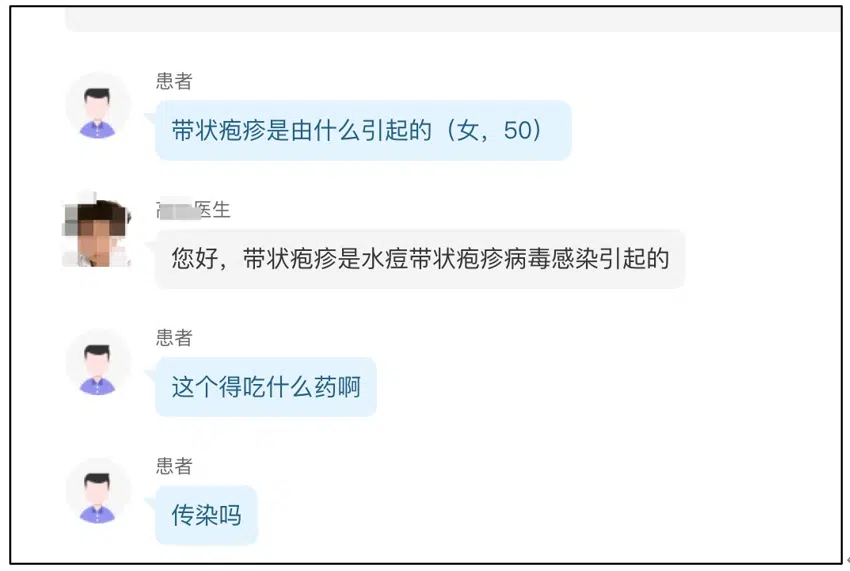 患者
带状疱疹是由什么引起的（女，50）
医生
您好，带状疱疹是水痘带状疱疹病毒感染引起的
患者
这个得吃什么药啊
患者
传染吗